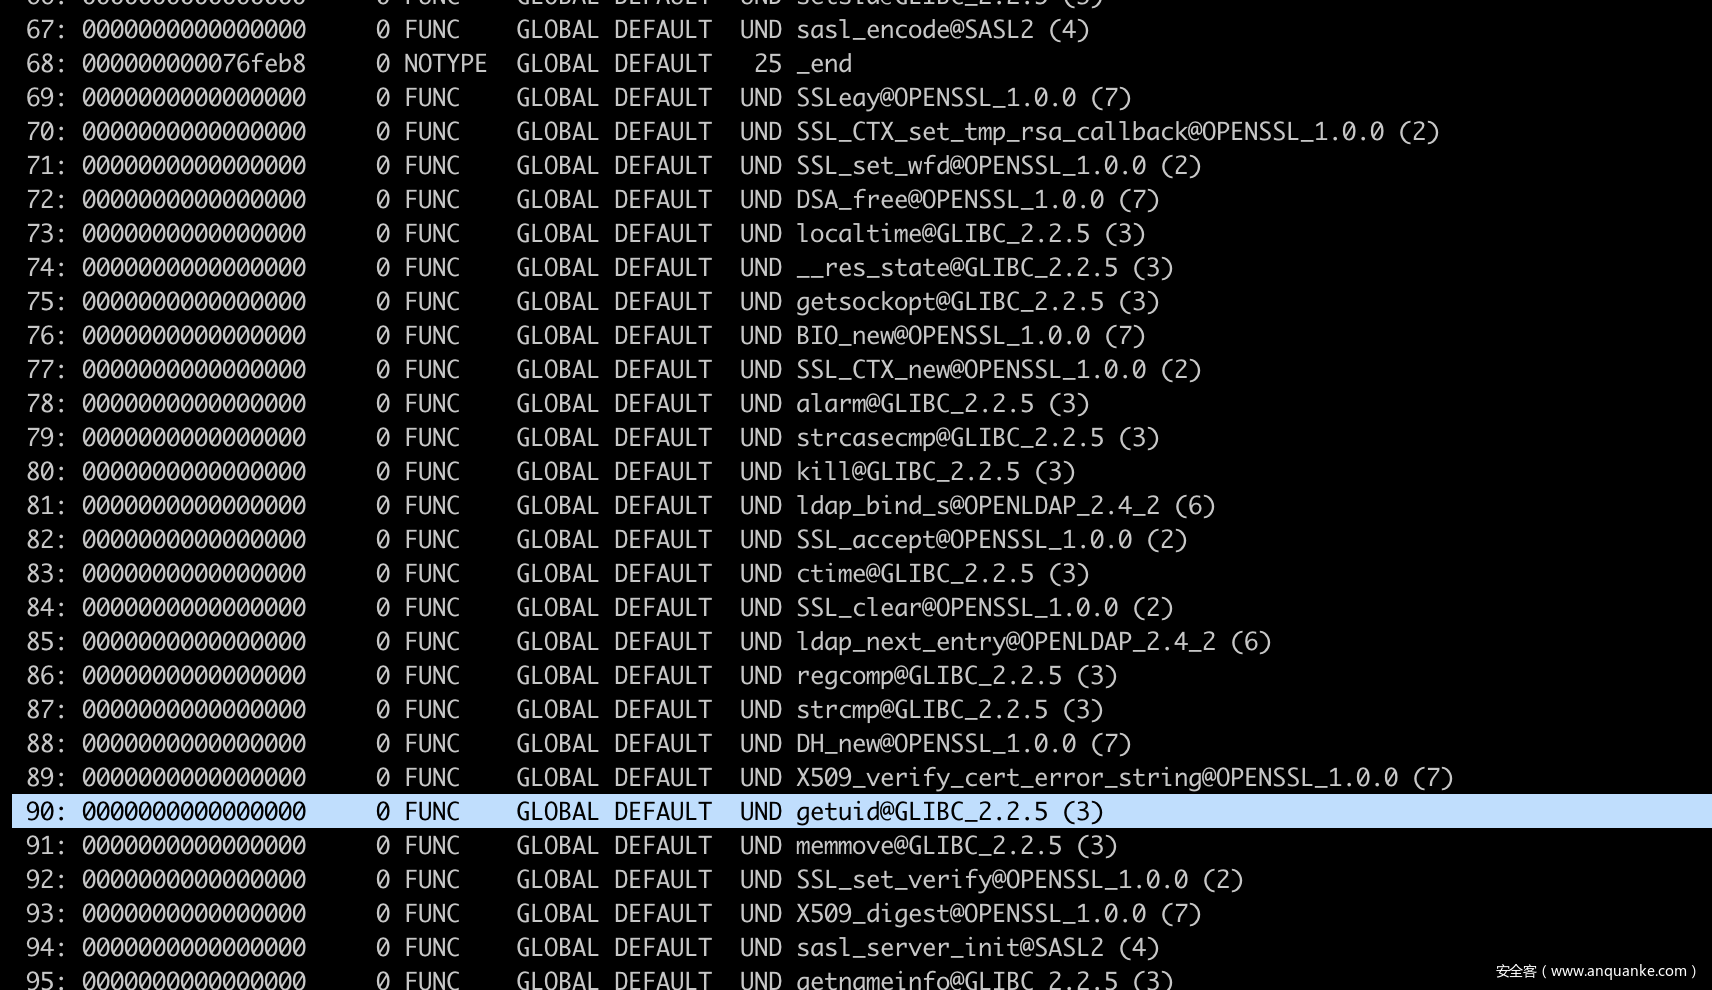 66: 0000000000000000     0 FUNC    GLOBAL DEFAULT  UND setsid@GLIBC_2.2.5 (3)
67: 0000000000000000     0 FUNC    GLOBAL DEFAULT  UND sasl_encode@SASL2 (4)
68: 000000000076feb8     0 NOTYPE  GLOBAL DEFAULT   25 _end
69: 0000000000000000     0 FUNC    GLOBAL DEFAULT  UND SSLeay@OPENSSL_1.0.0 (7)
70: 0000000000000000     0 FUNC    GLOBAL DEFAULT  UND SSL_CTX_set_tmp_rsa_callback@OPENSSL_1.0.0 (2)
71: 0000000000000000     0 FUNC    GLOBAL DEFAULT  UND SSL_set_wfd@OPENSSL_1.0.0 (2)
72: 0000000000000000     0 FUNC    GLOBAL DEFAULT  UND DSA_free@OPENSSL_1.0.0 (7)
73: 0000000000000000     0 FUNC    GLOBAL DEFAULT  UND localtime@GLIBC_2.2.5 (3)
74: 0000000000000000     0 FUNC    GLOBAL DEFAULT  UND __res_state@GLIBC_2.2.5 (3)
75: 0000000000000000     0 FUNC    GLOBAL DEFAULT  UND getsockopt@GLIBC_2.2.5 (3)
76: 0000000000000000     0 FUNC    GLOBAL DEFAULT  UND BIO_new@OPENSSL_1.0.0 (7)
77: 0000000000000000     0 FUNC    GLOBAL DEFAULT  UND SSL_CTX_new@OPENSSL_1.0.0 (2)
78: 0000000000000000     0 FUNC    GLOBAL DEFAULT  UND alarm@GLIBC_2.2.5 (3)
79: 0000000000000000     0 FUNC    GLOBAL DEFAULT  UND strcasecmp@GLIBC_2.2.5 (3)
80: 0000000000000000     0 FUNC    GLOBAL DEFAULT  UND kill@GLIBC_2.2.5 (3)
81: 0000000000000000     0 FUNC    GLOBAL DEFAULT  UND ldap_bind_s@OPENLDAP_2.4_2 (6)
82: 0000000000000000     0 FUNC    GLOBAL DEFAULT  UND SSL_accept@OPENSSL_1.0.0 (2)
83: 0000000000000000     0 FUNC    GLOBAL DEFAULT  UND ctime@GLIBC_2.2.5 (3)
84: 0000000000000000     0 FUNC    GLOBAL DEFAULT  UND SSL_clear@OPENSSL_1.0.0 (2)
85: 0000000000000000     0 FUNC    GLOBAL DEFAULT  UND ldap_next_entry@OPENLDAP_2.4_2 (6)
86: 0000000000000000     0 FUNC    GLOBAL DEFAULT  UND regcomp@GLIBC_2.2.5 (3)
87: 0000000000000000     0 FUNC    GLOBAL DEFAULT  UND strcmp@GLIBC_2.2.5 (3)
88: 0000000000000000     0 FUNC    GLOBAL DEFAULT  UND DH_new@OPENSSL_1.0.0 (7)
89: 0000000000000000     0 FUNC    GLOBAL DEFAULT  UND X509_verify_cert_error_string@OPENSSL_1.0.0 (7)
90: 0000000000000000     0 FUNC    GLOBAL DEFAULT  UND getuid@GLIBC_2.2.5 (3)
91: 0000000000000000     0 FUNC    GLOBAL DEFAULT  UND memmove@GLIBC_2.2.5 (3)
92: 0000000000000000     0 FUNC    GLOBAL DEFAULT  UND SSL_set_verify@OPENSSL_1.0.0 (2)
93: 0000000000000000     0 FUNC    GLOBAL DEFAULT  UND X509_digest@OPENSSL_1.0.0 (7)
94: 0000000000000000     0 FUNC    GLOBAL DEFAULT  UND sasl_server_init@SASL2 (4)
95: 0000000000000000     0 FUNC    GLOBAL DEFAULT  UND getnameinfo@GLIBC_2.2.5 (3)
安全客（www.anquanke.com）